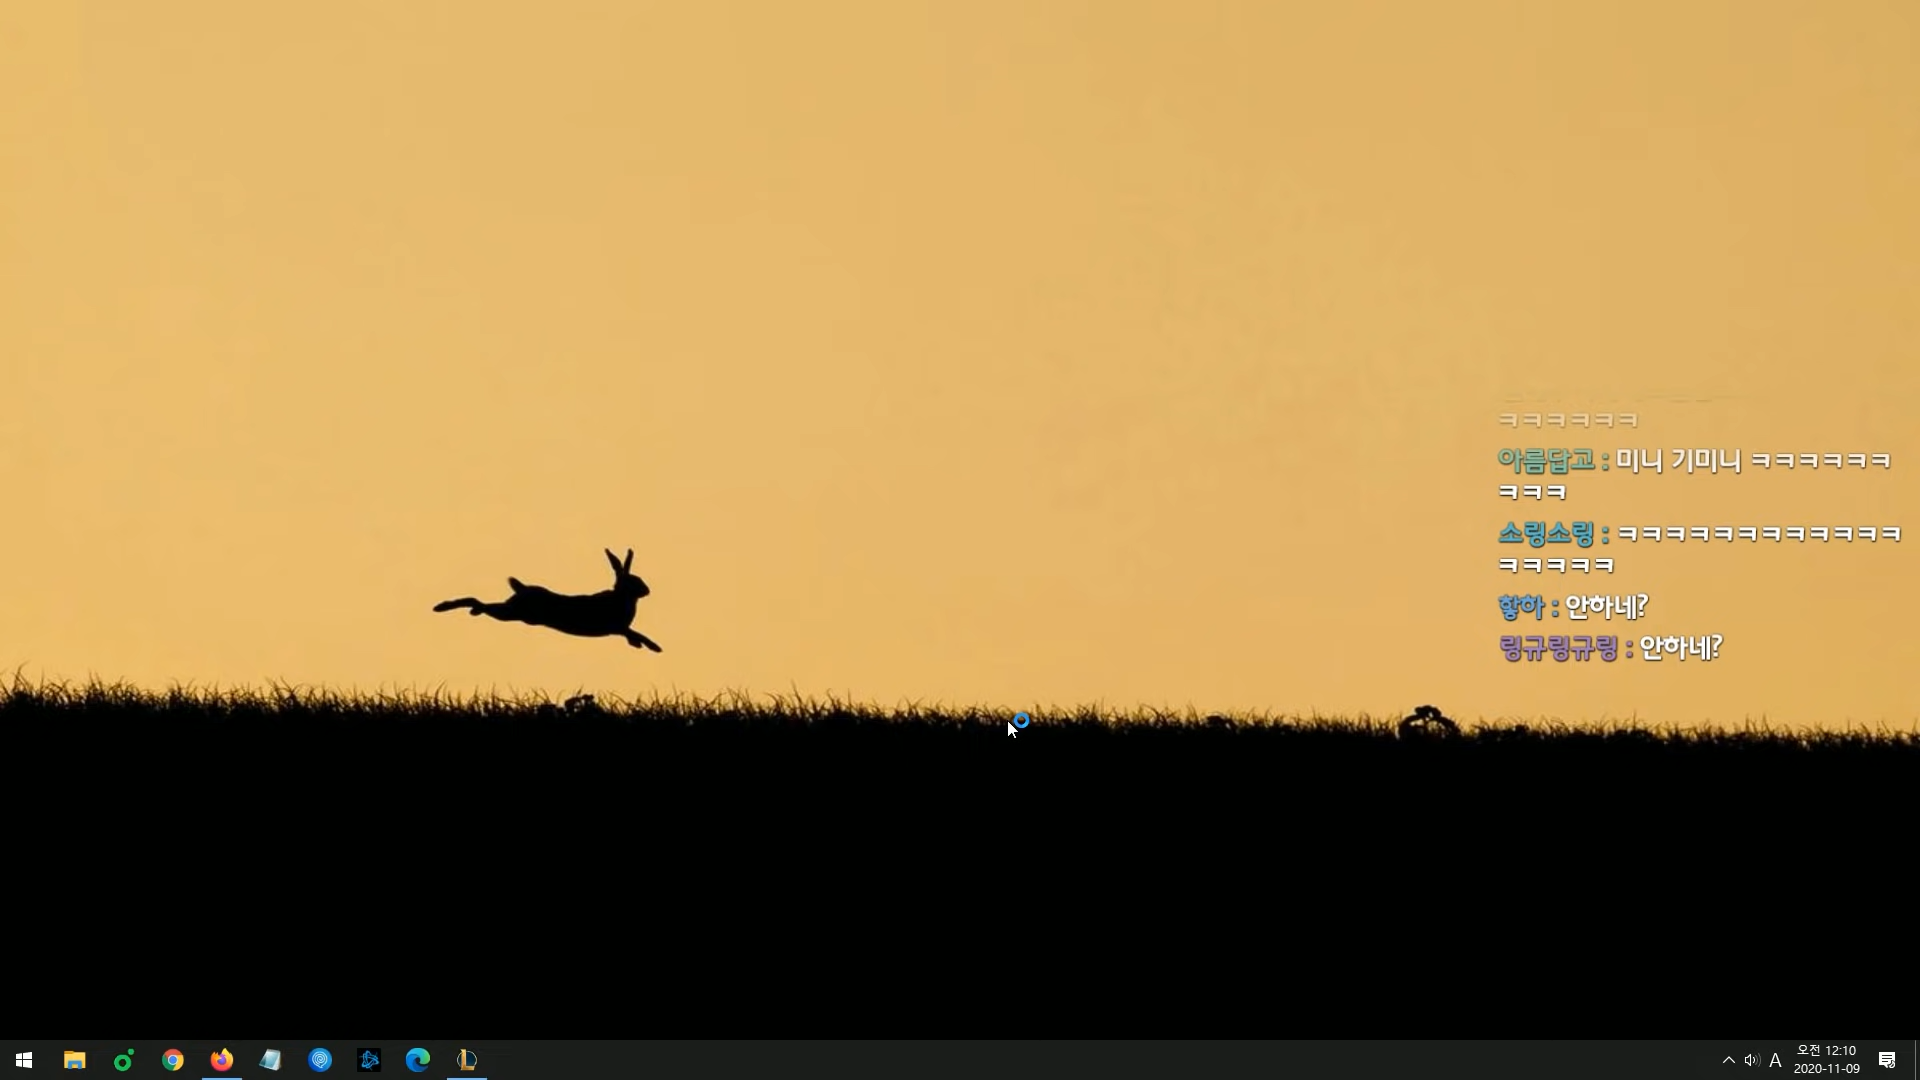 ㅋㅋㅋㅋㅋㅋ
아름답고 : 미니 기미니 ㅋㅋㅋㅋㅋㅋ
ㅋㅋㅋ
소링소링 : ㅋㅋㅋㅋㅋㅋㅋㅋㅋㅋㅋㅋ
ㅋㅋㅋㅋㅋ
핳하 : 안하네?
링규링규링 : 안하네?
A
오전 12:10
2020-11-09